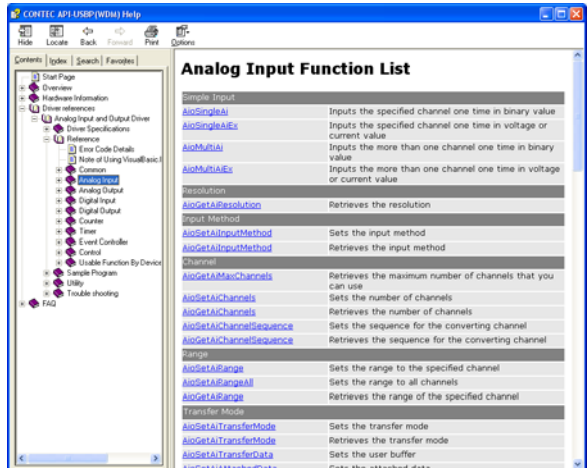 CONTEC API-USBP(WDM) Help
Hide Locate Back Forward Print Options
Contents Index Search Favorites
Start Page
Overview
Hardware Information
Driver references
Analog Input and Output Driver
Driver Specifications
Reference
Error Code Details
Note of Using VisualBasic.
Common
Analog Input
Analog Output
Digital Input
Digital Output
Counter
Timer
Event Controller
Control
Usable Function By Device
Sample Program
Utility
Trouble shooting
FAQ
Analog Input Function List
Simple Input
AioSingleAi Inputs the specified channel one time in binary value
AioSingleAiEx Inputs the specified channel one time in voltage or
current value
AioMultiAi Inputs the more than one channel one time in binary
value
AioMultiAiEx Inputs the more than one channel one time in voltage
or current value
Resolution
AioGetAiResolution Retrieves the resolution
Input Method
AioSetAiInputMethod Sets the input method
AioGetAiInputMethod Retrieves the input method
Channel
AioGetAiMaxChannels Retrieves the maximum number of channels that you
can use
AioSetAiChannels Sets the number of channels
AioGetAiChannels Retrieves the number of channels
AioSetAiChannelSequence Sets the sequence for the converting channel
AioGetAiChannelSequence Retrieves the sequence for the converting channel
Range
AioSetAiRange Sets the range to the specified channel
AioSetAiRangeAll Sets the range to all channels
AioGetAiRange Retrieves the range of the specified channel
Transfer Mode
AioSetAiTransferMode Sets the transfer mode
AioGetAiTransferMode Retrieves the transfer mode
AioSetAiTransferData Sets the user buffer
AioSetAiAttachedData Sets the attached data